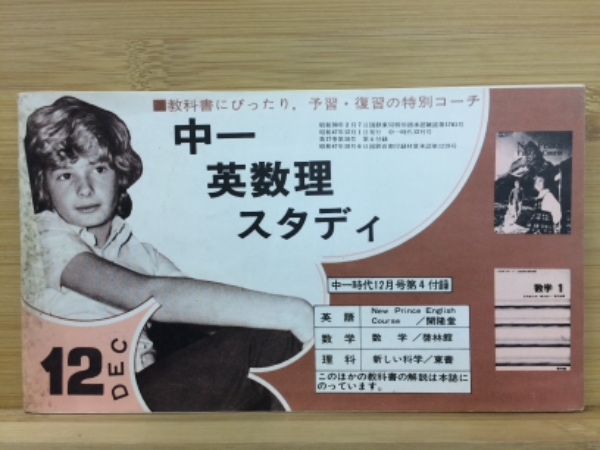 ■教科書にぴったり。予習・復習の特別コーチ
中一
英数理
スタディ
中一時代12月号第4付録
英語 New Prince English Course /開隆堂
数学 数学/啓林館
理科 新しい科学/東書
このほかの教科書の解説は本誌に
のっています。
12
DEC
数学 1